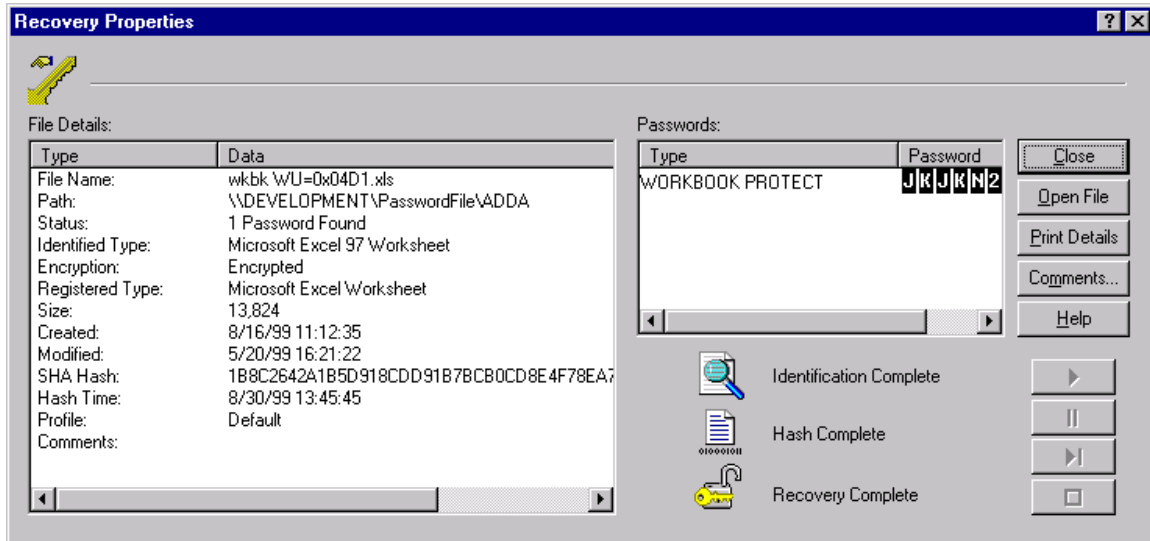 Recovery Properties
File Details:
Type Data
File Name: wkbk WU=0x04D1.xls
Path: \\DEVELOPMENT\PasswordFile\ADDA
Status: 1 Password Found
Identified Type: Microsoft Excel 97 Worksheet
Encryption: Encrypted
Registered Type: Microsoft Excel Worksheet
Size: 13,824
Created: 8/16/99 11:12:35
Modified: 5/20/99 16:21:22
SHA Hash: 1B8C2642A1B5D918CDD91B7BCB0CD8E4F78EA7
Hash Time: 8/30/99 13:45:45
Profile: Default
Comments:
Passwords:
Type Password
WORKBOOK PROTECT JKJKN2
Close
Open File
Print Details
Comments...
Help
Identification Complete
Hash Complete
Recovery Complete